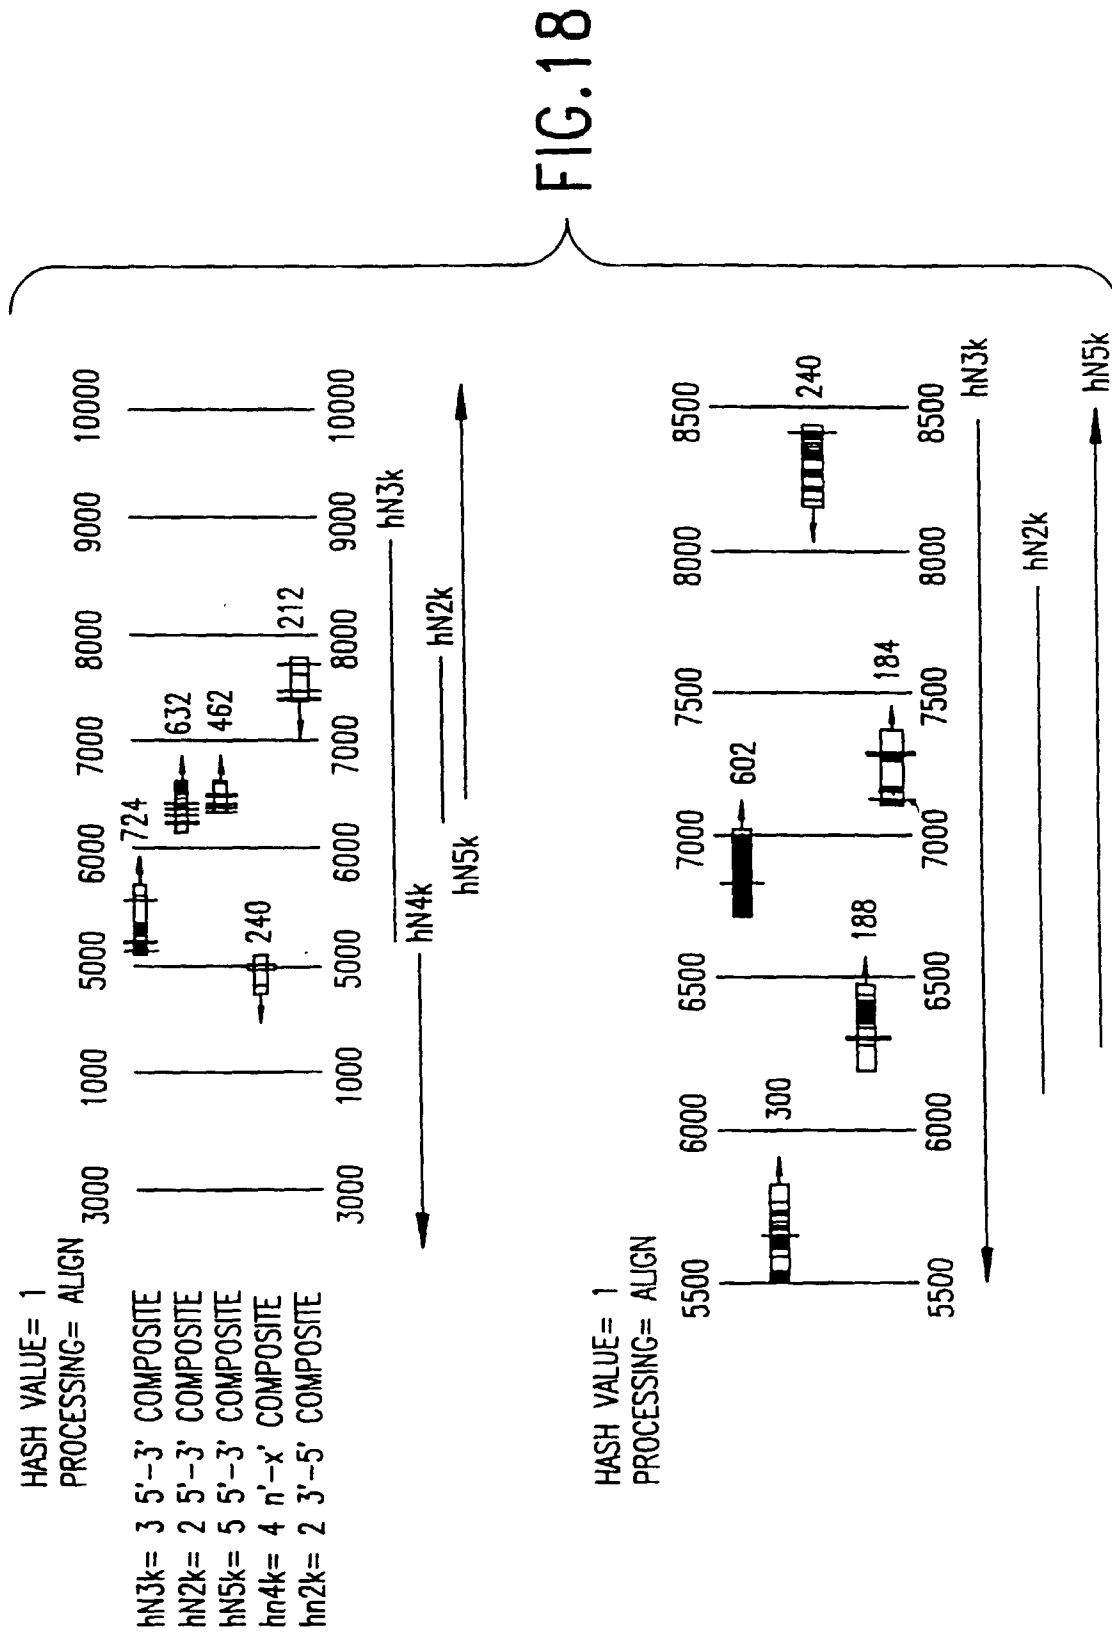 HASH VALUE= 1
PROCESSING= ALIGN
3000 1000 5000 6000 7000 8000 9000 10000
hN3k= 3 5'-3' COMPOSITE
724
hN2k= 2 5'-3' COMPOSITE
632
hN5k= 5 5'-3' COMPOSITE
462
hn4k= 4 n'-x' COMPOSITE
240
hn2k= 2 3'-5' COMPOSITE
212
3000 1000 5000 6000 7000 8000 9000 10000
hN3k
hN4k
hN2k
hN5k
FIG.18
HASH VALUE= 1
PROCESSING= ALIGN
5500 6000 6500 7000 7500 8000 8500
602
300
240
188
184
5500 6000 6500 7000 7500 8000 8500
hN3k
hN2k
hN5k